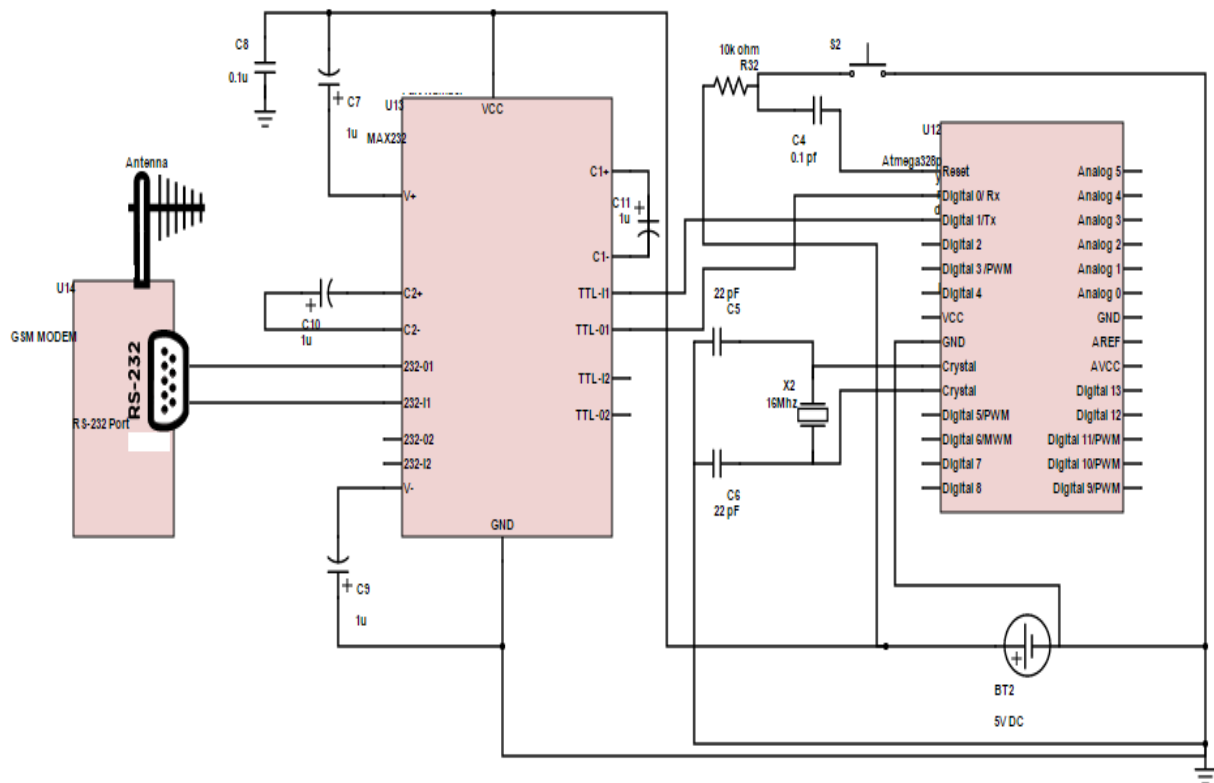 C8
0.1u
C7
1u
U13
MAX232
VCC
V+
C1+
C1-
C11
1u
C2+
C2-
C10
1u
TTL-I1
TTL-01
232-01
232-I1
TTL-I2
TTL-02
232-02
232-I2
V-
GND
C9
1u
Antenna
U14
GSM MODEM
RS-232
RS-232 Port
10k ohm
R32
S2
C4
0.1 pf
U12
Atmega328p
Reset
Digital 0/ Rx
Digital 1/Tx
Digital 2
Digital 3 /PWM
Digital 4
VCC
GND
Crystal
Crystal
Digital 5/PWM
Digital 6/MWM
Digital 7
Digital 8
Analog 5
Analog 4
Analog 3
Analog 2
Analog 1
Analog 0
GND
AREF
AVCC
Digital 13
Digital 12
Digital 11/PWM
Digital 10/PWM
Digital 9/PWM
22 pF
C5
X2
16Mhz
C6
22 pF
BT2
5V DC